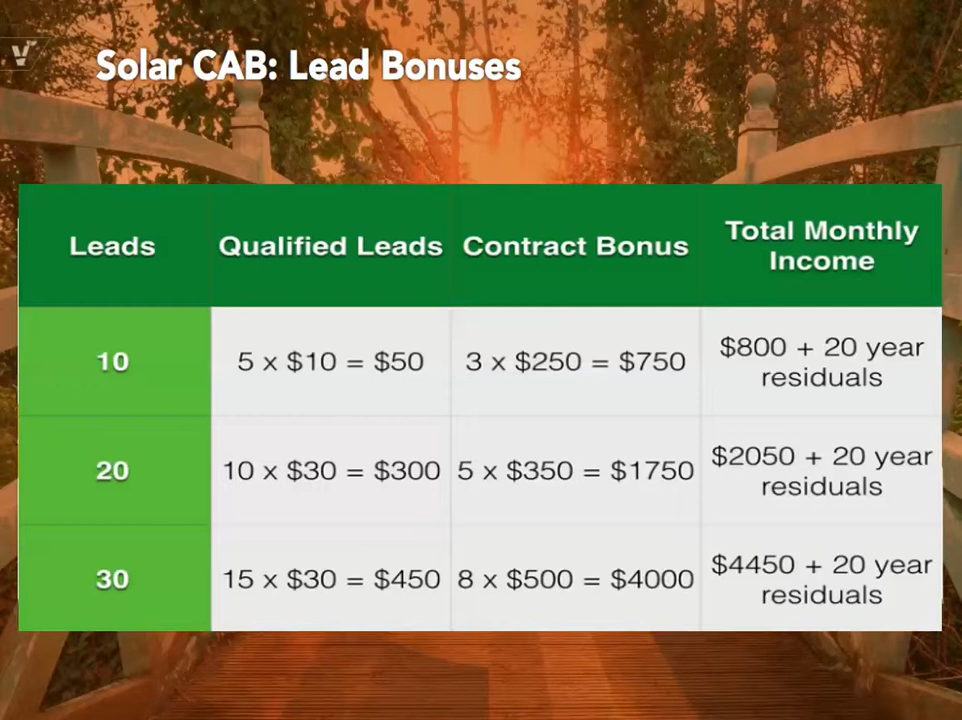 Solar CAB: Lead Bonuses
Leads
Qualified Leads
Contract Bonus
Total Monthly
Income
10
5 x $10 = $50
3 x $250 = $750
$800 + 20 year
residuals
20
10 x $30 = $300
5 x $350 = $1750
$2050 + 20 year
residuals
30
15 x $30 = $450
8 x $500 = $4000
$4450 + 20 year
residuals